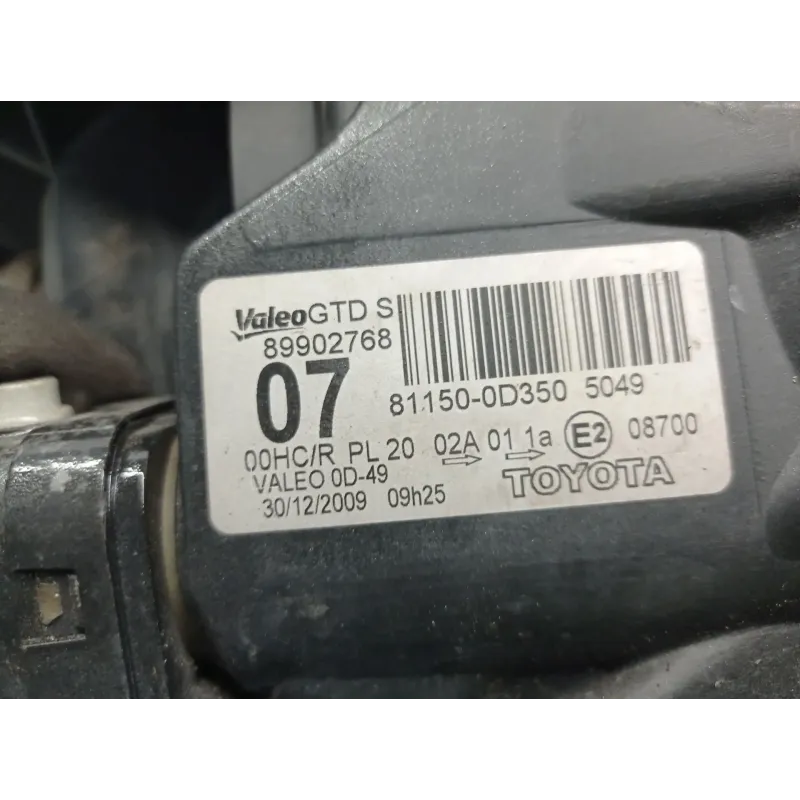 Valeo GTD S
89902768
07
81150-0D350 5049
00HC/R PL 20 02A 01 1a E2 08700
VALEO 0D-49
TOYOTA
30/12/2009 09h25